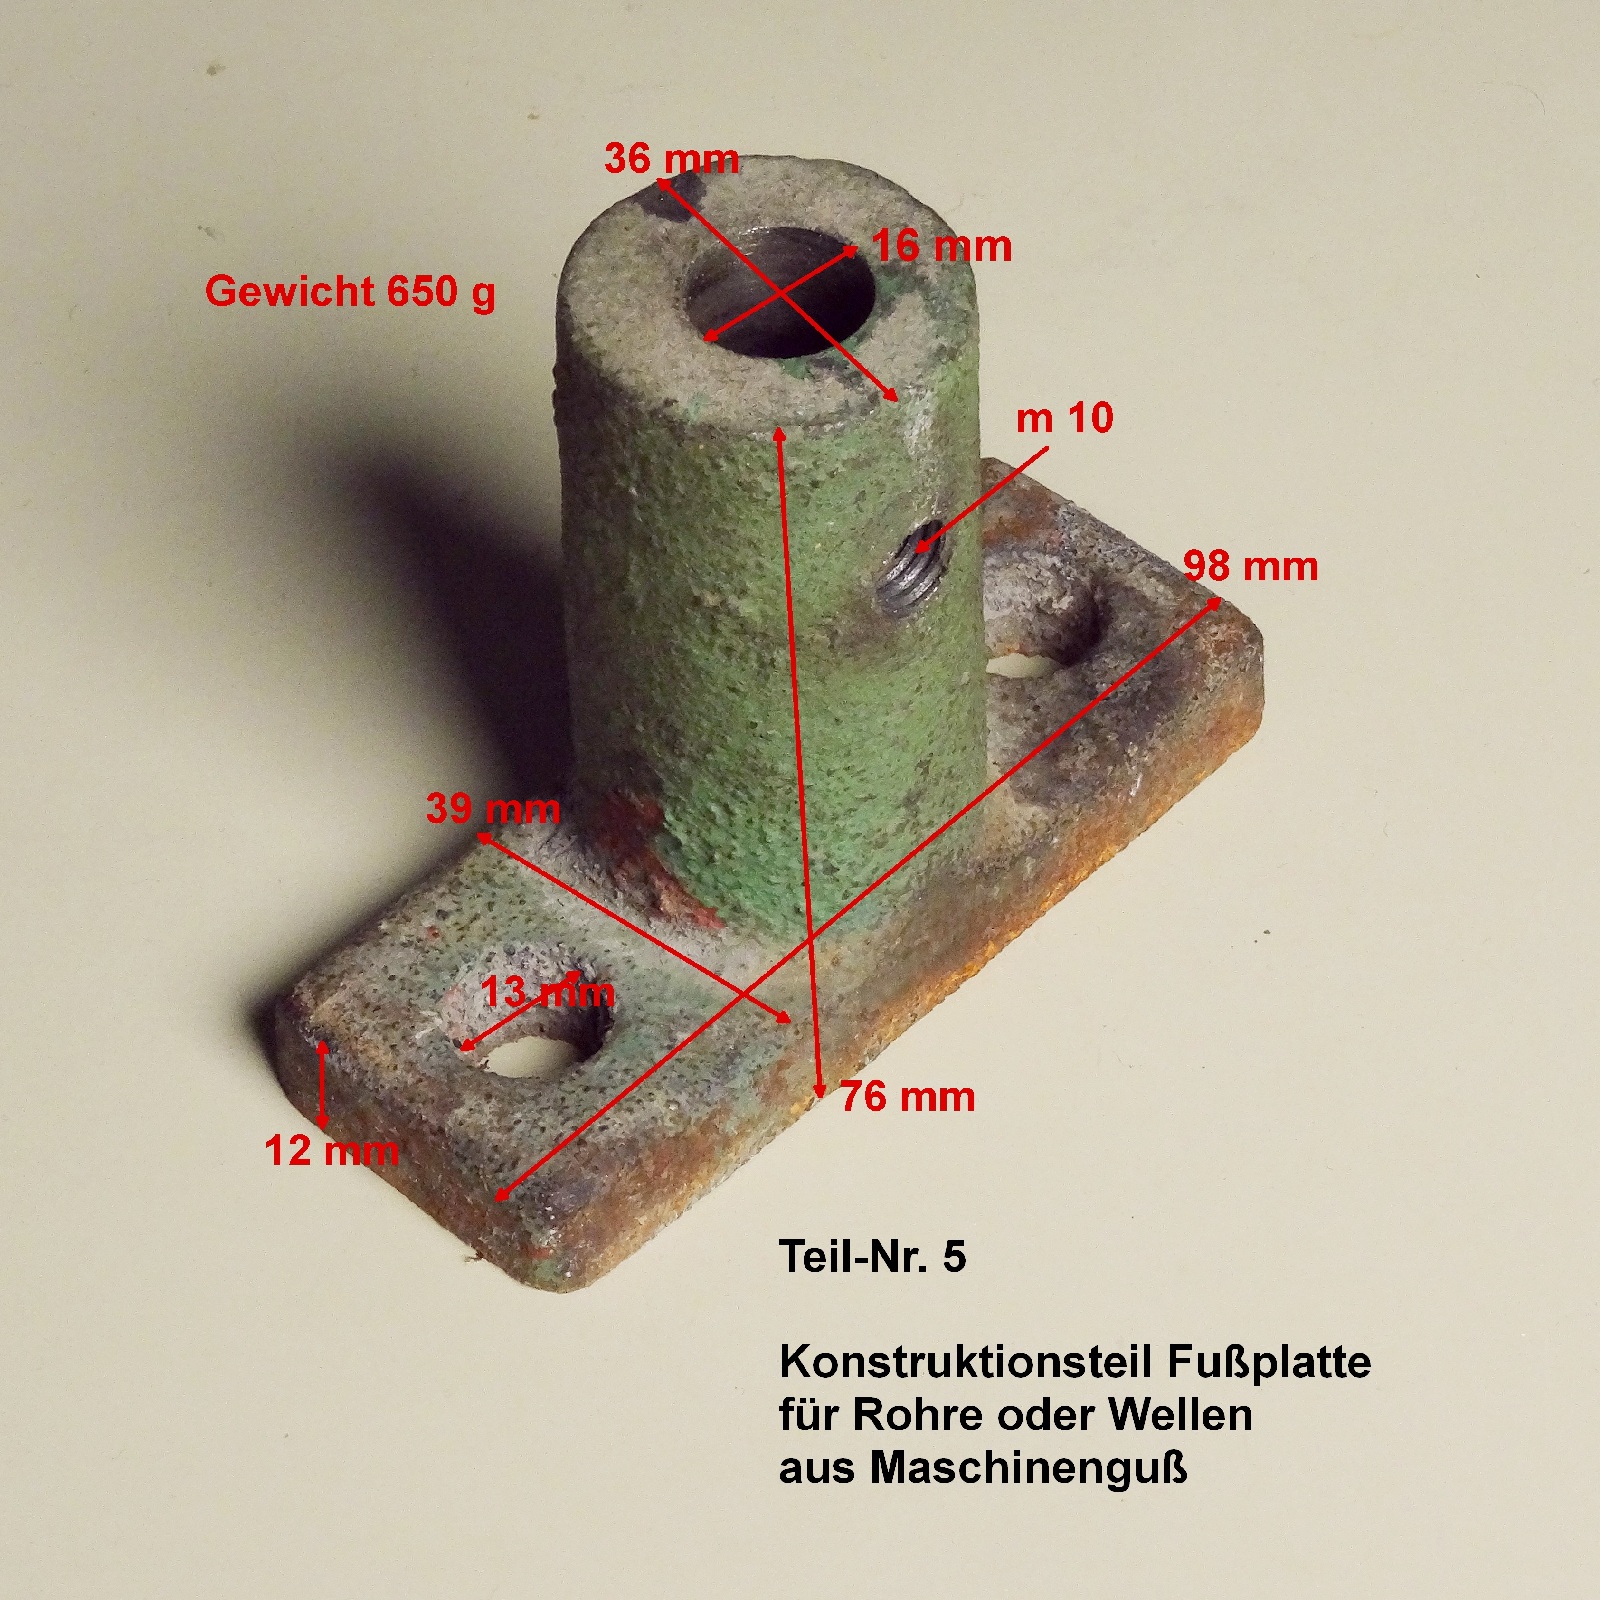 36 mm
16 mm
Gewicht 650 g
m 10
98 mm
39 mm
13 mm
76 mm
12 mm
Teil-Nr. 5
Konstruktionsteil Fußplatte
für Rohre oder Wellen
aus Maschinenguß